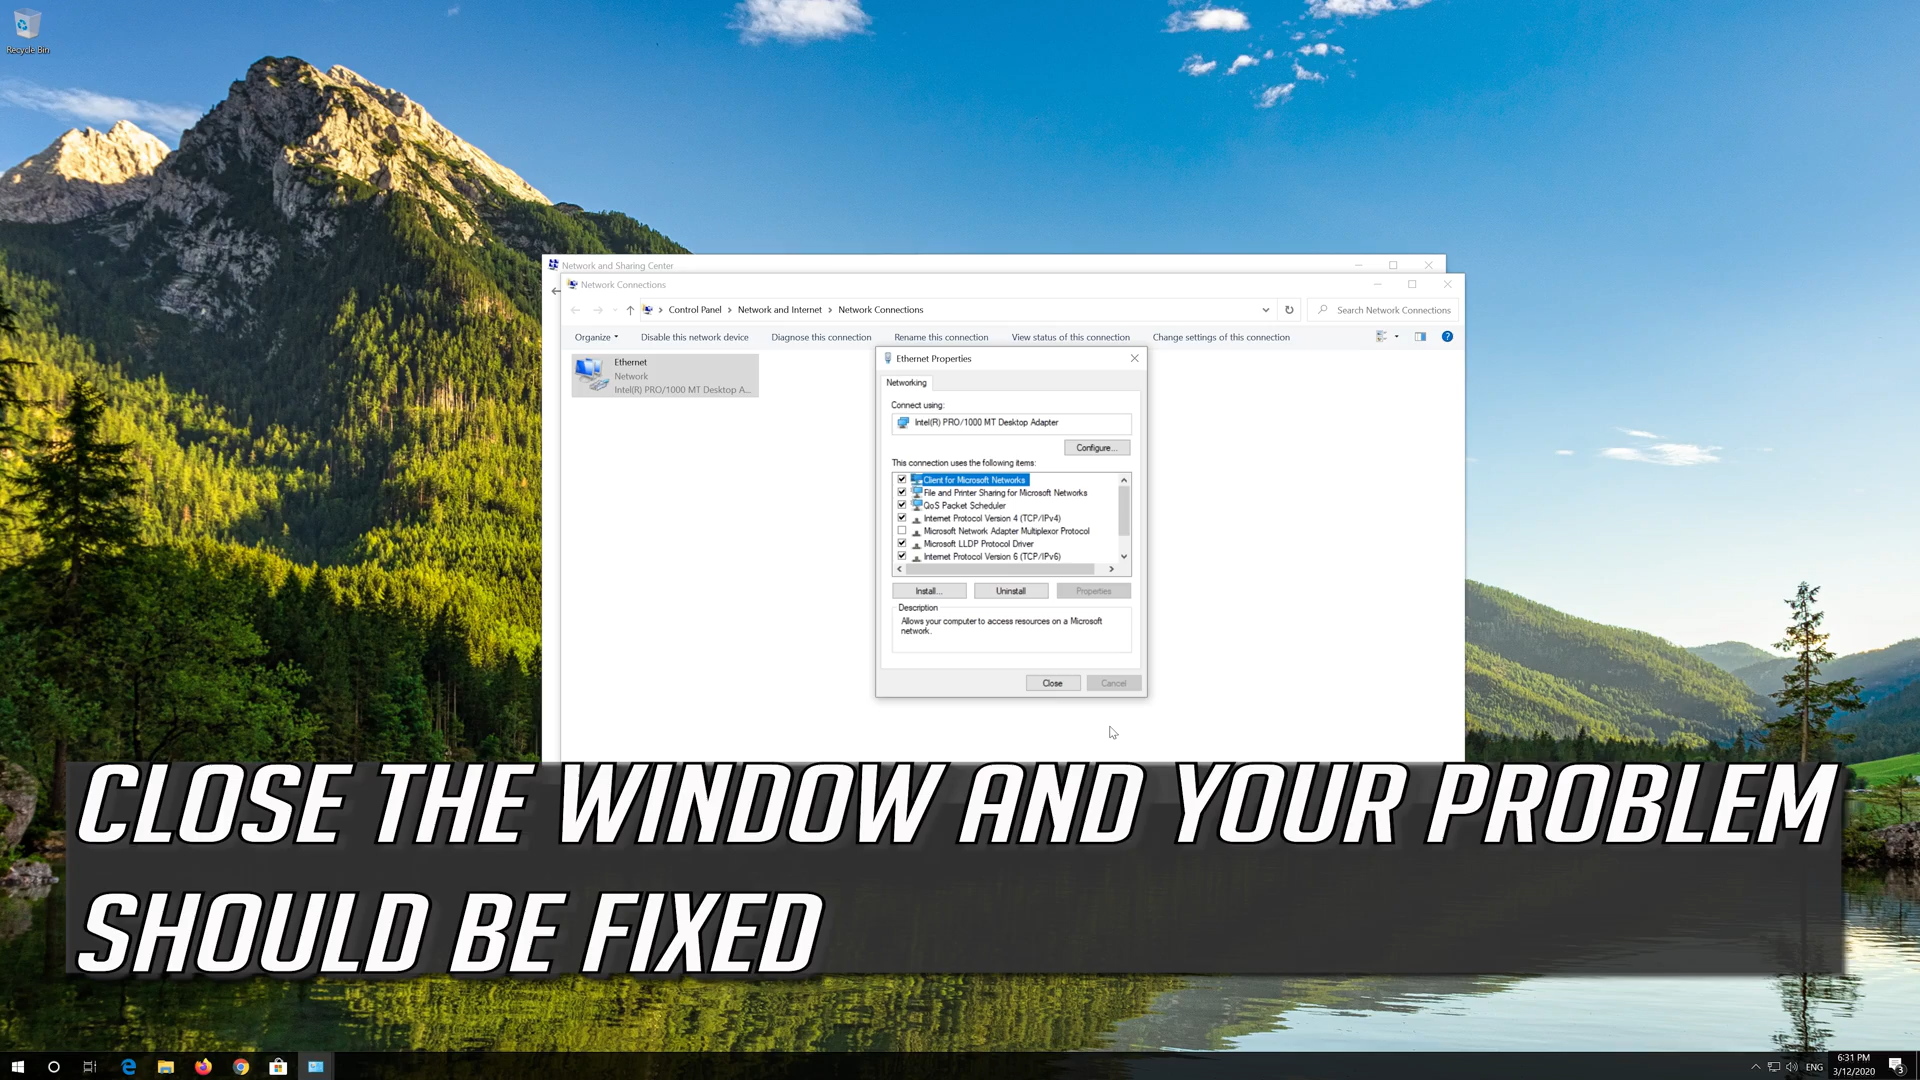 Recycle Bin
Network and Sharing Center
Network Connections
Control Panel > Network and Internet > Network Connections
Search Network Connections
Organize Disable this network device Diagnose this connection Rename this connection View status of this connection Change settings of this connection
Ethernet
Network
Intel(R) PRO/1000 MT Desktop A...
Ethernet Properties
Networking
Connect using:
Intel(R) PRO/1000 MT Desktop Adapter
Configure...
This connection uses the following items:
Client for Microsoft Networks
File and Printer Sharing for Microsoft Networks
QoS Packet Scheduler
Internet Protocol Version 4 (TCP/IPv4)
Microsoft Network Adapter Multiplexor Protocol
Microsoft LLDP Protocol Driver
Internet Protocol Version 6 (TCP/IPv6)
Install... Uninstall Properties
Description
Allows your computer to access resources on a Microsoft
network.
Close Cancel
CLOSE THE WINDOW AND YOUR PROBLEM
SHOULD BE FIXED
ENG
6:31 PM
3/12/2020
3